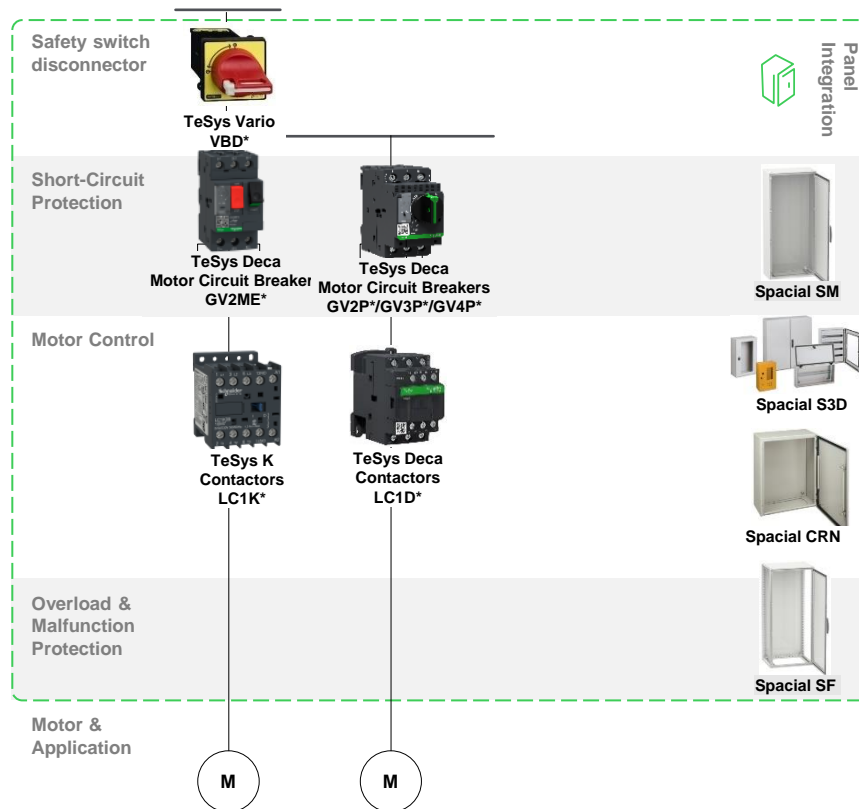 Safety switch
disconnector
TeSys Vario
VBD*
Panel
Integration
Short-Circuit
Protection
TeSys Deca
Motor Circuit Breaker
GV2ME*
TeSys Deca
Motor Circuit Breakers
GV2P*/GV3P*/GV4P*
Spacial SM
Motor Control
Spacial S3D
TeSys K
Contactors
LC1K*
TeSys Deca
Contactors
LC1D*
Spacial CRN
Overload &
Malfunction
Protection
Spacial SF
Motor &
Application
M
M